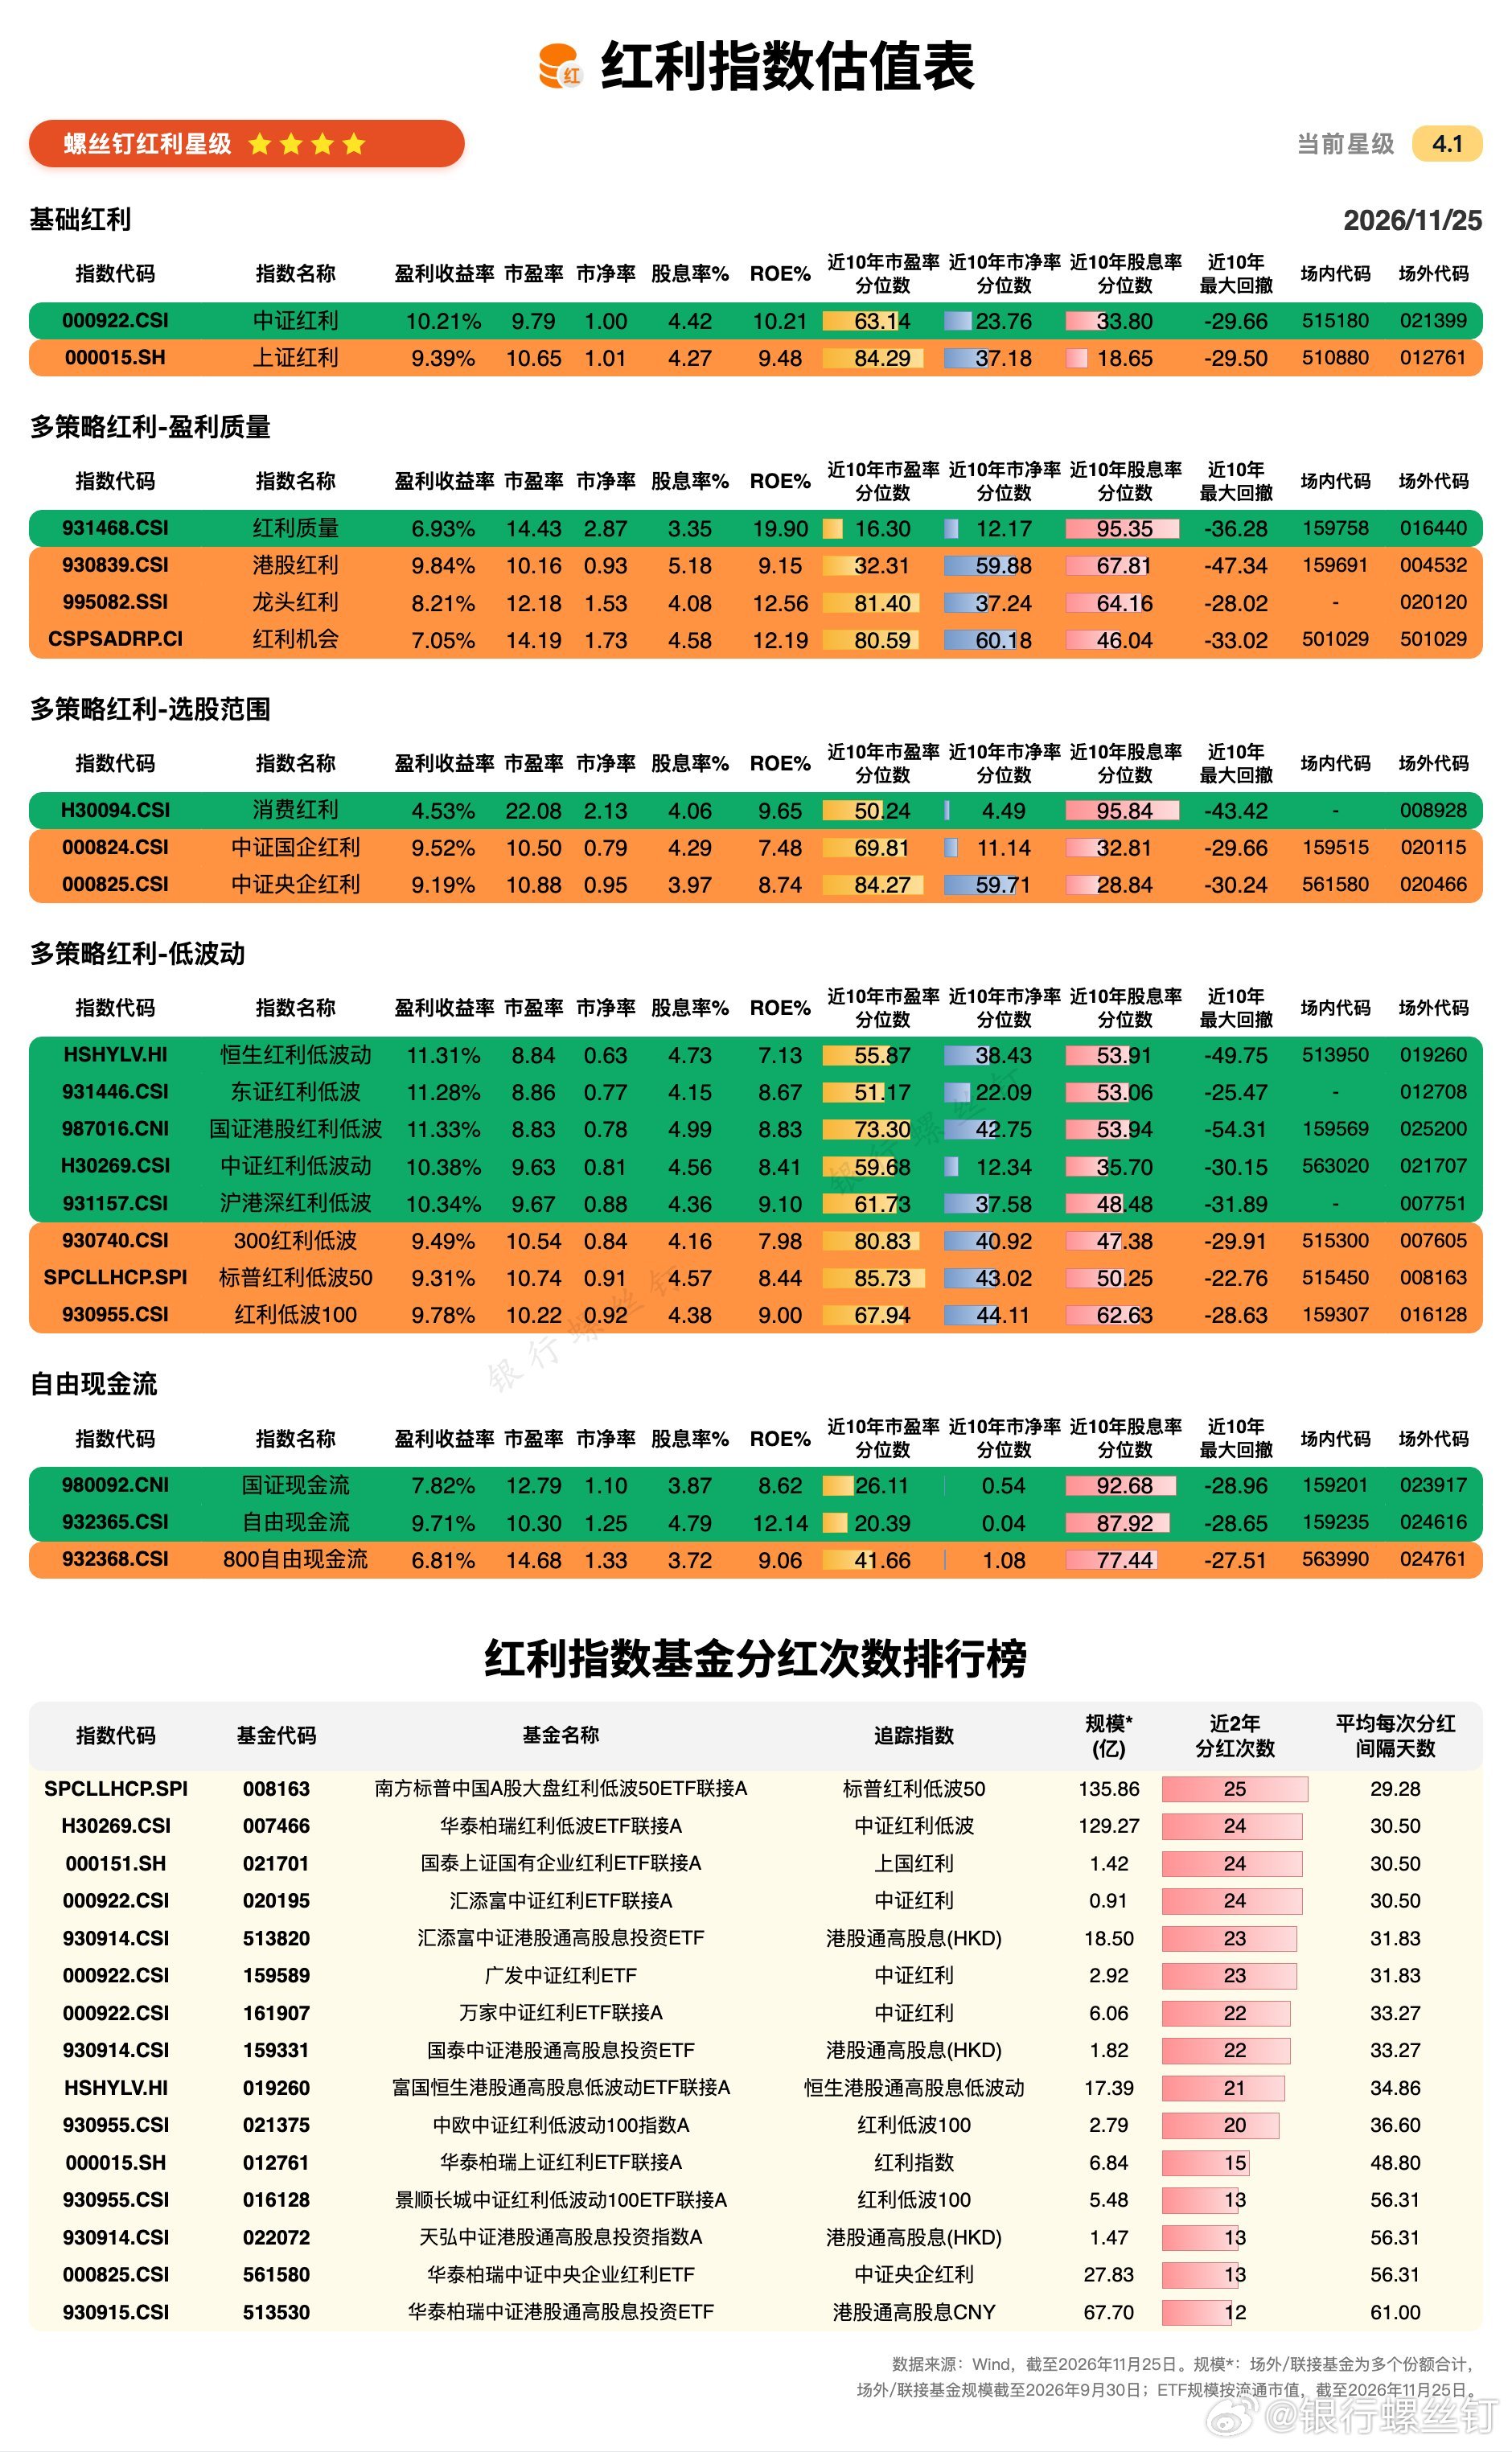 红
红利指数估值表
螺丝钉红利星级
当前星级 4.1
基础红利 2026/11/25
指数代码 指数名称 盈利收益率 市盈率 市净率 股息率% ROE% 近10年市盈率 近10年市净率 近10年股息率 近10年 场内代码 场外代码
分位数 分位数 分位数 最大回撤
000922.CSI 中证红利 10.21% 9.79 1.00 4.42 10.21 63.14 23.76 33.80 -29.66 515180 021399
000015.SH 上证红利 9.39% 10.65 1.01 4.27 9.48 84.29 37.18 18.65 -29.50 510880 012761
多策略红利-盈利质量
指数代码 指数名称 盈利收益率 市盈率 市净率 股息率% ROE% 近10年市盈率 近10年市净率 近10年股息率 近10年 场内代码 场外代码
分位数 分位数 分位数 最大回撤
931468.CSI 红利质量 6.93% 14.43 2.87 3.35 19.90 16.30 12.17 95.35 -36.28 159758 016440
930839.CSI 港股红利 9.84% 10.16 0.93 5.18 9.15 32.31 59.88 67.81 -47.34 159691 004532
995082.SSI 龙头红利 8.21% 12.18 1.53 4.08 12.56 81.40 37.24 64.16 -28.02 - 020120
CSPSADRP.CI 红利机会 7.05% 14.19 1.73 4.58 12.19 80.59 60.18 46.04 -33.02 501029 501029
多策略红利-选股范围
指数代码 指数名称 盈利收益率 市盈率 市净率 股息率% ROE% 近10年市盈率 近10年市净率 近10年股息率 近10年 场内代码 场外代码
分位数 分位数 分位数 最大回撤
H30094.CSI 消费红利 4.53% 22.08 2.13 4.06 9.65 50.24 4.49 95.84 -43.42 - 008928
000824.CSI 中证国企红利 9.52% 10.50 0.79 4.29 7.48 69.81 11.14 32.81 -29.66 159515 020115
000825.CSI 中证央企红利 9.19% 10.88 0.95 3.97 8.74 84.27 59.71 28.84 -30.24 561580 020466
多策略红利-低波动
指数代码 指数名称 盈利收益率 市盈率 市净率 股息率% ROE% 近10年市盈率 近10年市净率 近10年股息率 近10年 场内代码 场外代码
分位数 分位数 分位数 最大回撤
HSHYLV.HI 恒生红利低波动 11.31% 8.84 0.63 4.73 7.13 55.87 38.43 53.91 -49.75 513950 019260
931446.CSI 东证红利低波 11.28% 8.86 0.77 4.15 8.67 51.17 22.09 53.06 -25.47 - 012708
987016.CNI 国证港股红利低波 11.33% 8.83 0.78 4.99 8.83 73.30 42.75 53.94 -54.31 159569 025200
H30269.CSI 中证红利低波动 10.38% 9.63 0.81 4.56 8.41 59.68 12.34 35.70 -30.15 563020 021707
931157.CSI 沪港深红利低波 10.34% 9.67 0.88 4.36 9.10 61.73 37.58 48.48 -31.89 - 007751
930740.CSI 300红利低波 9.49% 10.54 0.84 4.16 7.98 80.83 40.92 47.38 -29.91 515300 007605
SPCLLHCP.SPI 标普红利低波50 9.31% 10.74 0.91 4.57 8.44 85.73 43.02 50.25 -22.76 515450 008163
930955.CSI 红利低波100 9.78% 10.22 0.92 4.38 9.00 67.94 44.11 62.63 -28.63 159307 016128
银行螺丝钉
银行螺丝钉
自由现金流
指数代码 指数名称 盈利收益率 市盈率 市净率 股息率% ROE% 近10年市盈率 近10年市净率 近10年股息率 近10年 场内代码 场外代码
分位数 分位数 分位数 最大回撤
980092.CNI 国证现金流 7.82% 12.79 1.10 3.87 8.62 26.11 0.54 92.68 -28.96 159201 023917
932365.CSI 自由现金流 9.71% 10.30 1.25 4.79 12.14 20.39 0.04 87.92 -28.65 159235 024616
932368.CSI 800自由现金流 6.81% 14.68 1.33 3.72 9.06 41.66 1.08 77.44 -27.51 563990 024761
红利指数基金分红次数排行榜
指数代码 基金代码 基金名称 追踪指数 规模* 近2年 平均每次分红
(亿) 分红次数 间隔天数
SPCLLHCP.SPI 008163 南方标普中国A股大盘红利低波50ETF联接A 标普红利低波50 135.86 25 29.28
H30269.CSI 007466 华泰柏瑞红利低波ETF联接A 中证红利低波 129.27 24 30.50
000151.SH 021701 国泰上证国有企业红利ETF联接A 上国红利 1.42 24 30.50
000922.CSI 020195 汇添富中证红利ETF联接A 中证红利 0.91 24 30.50
930914.CSI 513820 汇添富中证港股通高股息投资ETF 港股通高股息(HKD) 18.50 23 31.83
000922.CSI 159589 广发中证红利ETF 中证红利 2.92 23 31.83
000922.CSI 161907 万家中证红利ETF联接A 中证红利 6.06 22 33.27
930914.CSI 159331 国泰中证港股通高股息投资ETF 港股通高股息(HKD) 1.82 22 33.27
HSHYLV.HI 019260 富国恒生港股通高股息低波动ETF联接A 恒生港股通高股息低波动 17.39 21 34.86
930955.CSI 021375 中欧中证红利低波动100指数A 红利低波100 2.79 20 36.60
000015.SH 012761 华泰柏瑞上证红利ETF联接A 红利指数 6.84 15 48.80
930955.CSI 016128 景顺长城中证红利低波动100ETF联接A 红利低波100 5.48 13 56.31
930914.CSI 022072 天弘中证港股通高股息投资指数A 港股通高股息(HKD) 1.47 13 56.31
000825.CSI 561580 华泰柏瑞中证中央企业红利ETF 中证央企红利 27.83 13 56.31
930915.CSI 513530 华泰柏瑞中证港股通高股息投资ETF 港股通高股息CNY 67.70 12 61.00
数据来源：Wind，截至2026年11月25日。规模*：场外/联接基金为多个份额合计，
场外/联接基金规模截至2026年9月30日；ETF规模按流通市值，截至2026年11月25日。
@银行螺丝钉